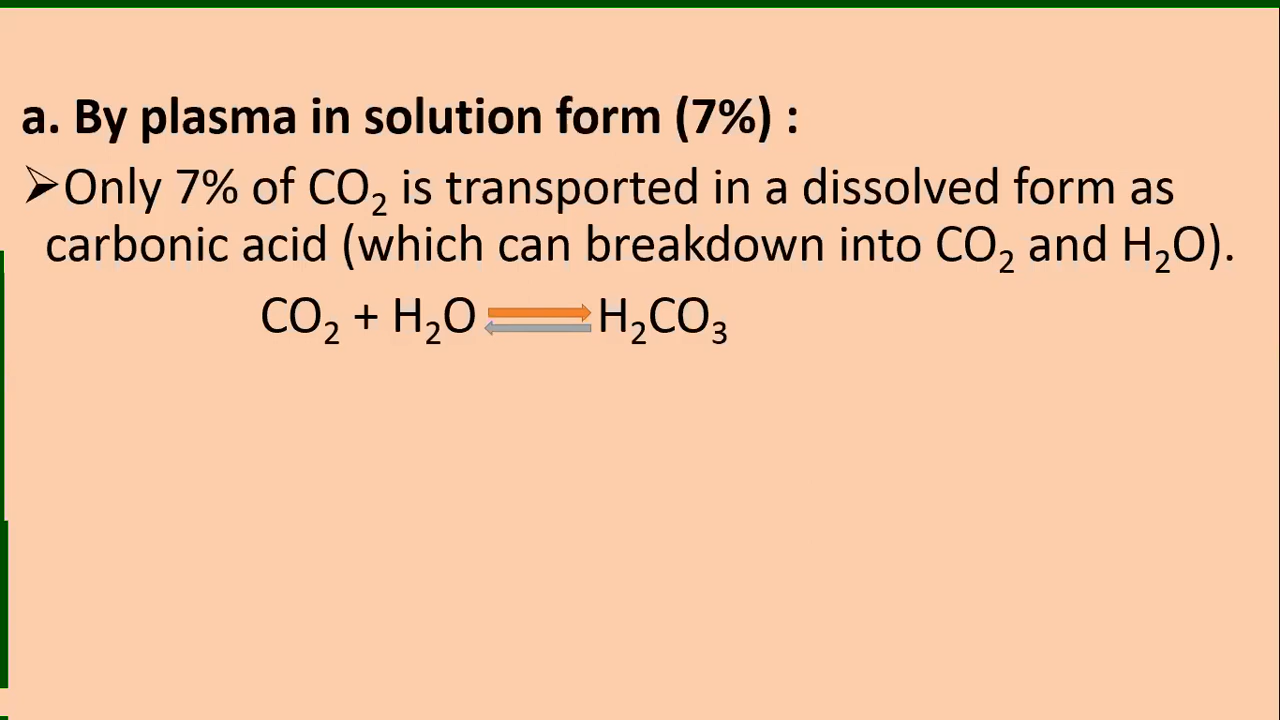 a. By plasma in solution form (7%) :
➢Only 7% of CO₂ is transported in a dissolved form as
carbonic acid (which can breakdown into CO₂ and H₂O).
CO₂ + H₂O ⇌ H₂CO₃